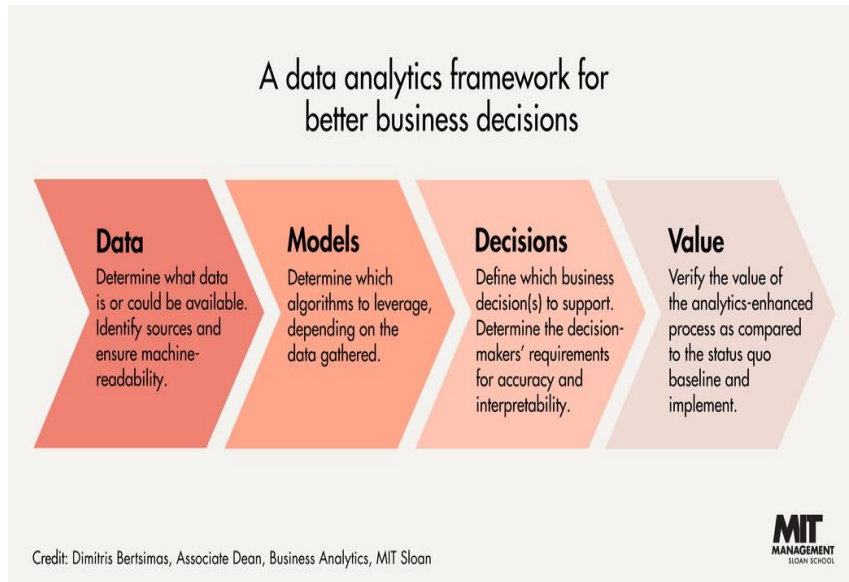 A data analytics framework for
better business decisions
Data
Determine what data
is or could be available.
Identify sources and
ensure machine-
readability.
Models
Determine which
algorithms to leverage,
depending on the
data gathered.
Decisions
Define which business
decision(s) to support.
Determine the decision-
makers' requirements
for accuracy and
interpretability.
Value
Verify the value of
the analytics-enhanced
process as compared
to the status quo
baseline and
implement.
Credit: Dimitris Bertsimas, Associate Dean, Business Analytics, MIT Sloan
MIT
MANAGEMENT
SLOAN SCHOOL